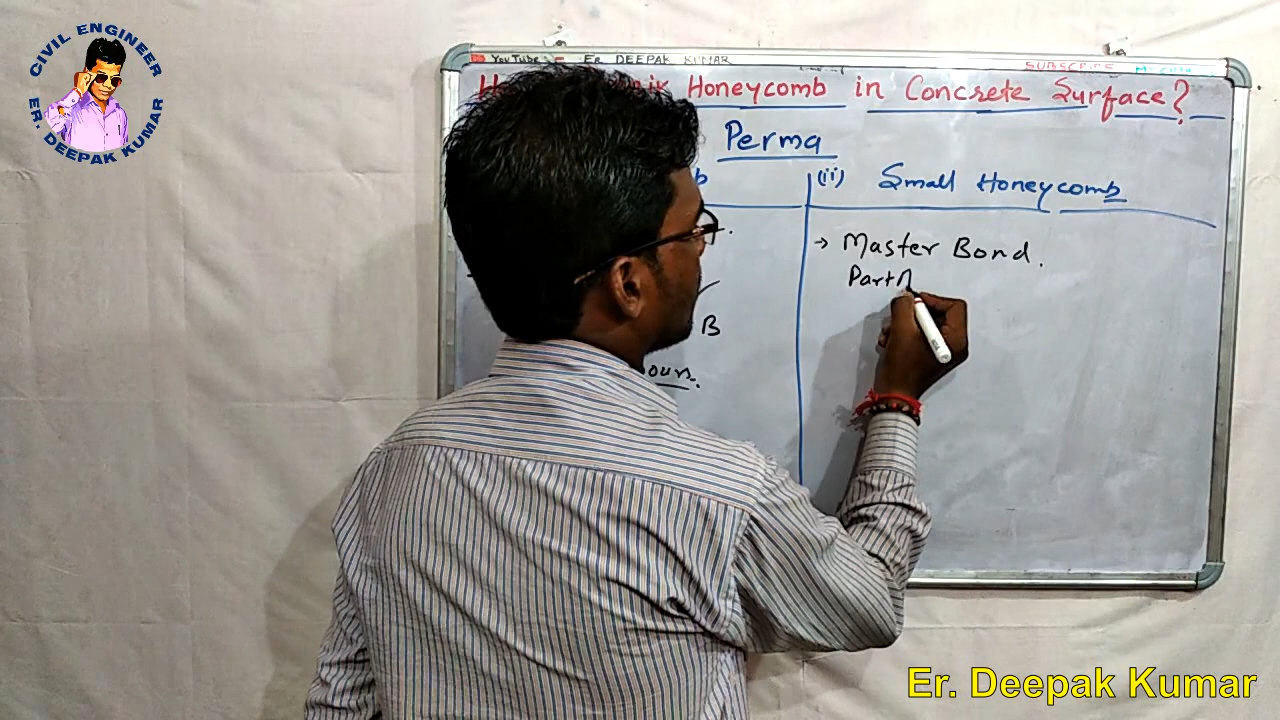 CIVIL ENGINEER
ER. DEEPAK KUMAR
YouTube Er. DEEPAK KUMAR SUBSCRIBE
Honeycomb in Concrete Surface?
Perma
(ii) Small Honeycomb
→ Master Bond.
Part A
B
Er. Deepak Kumar